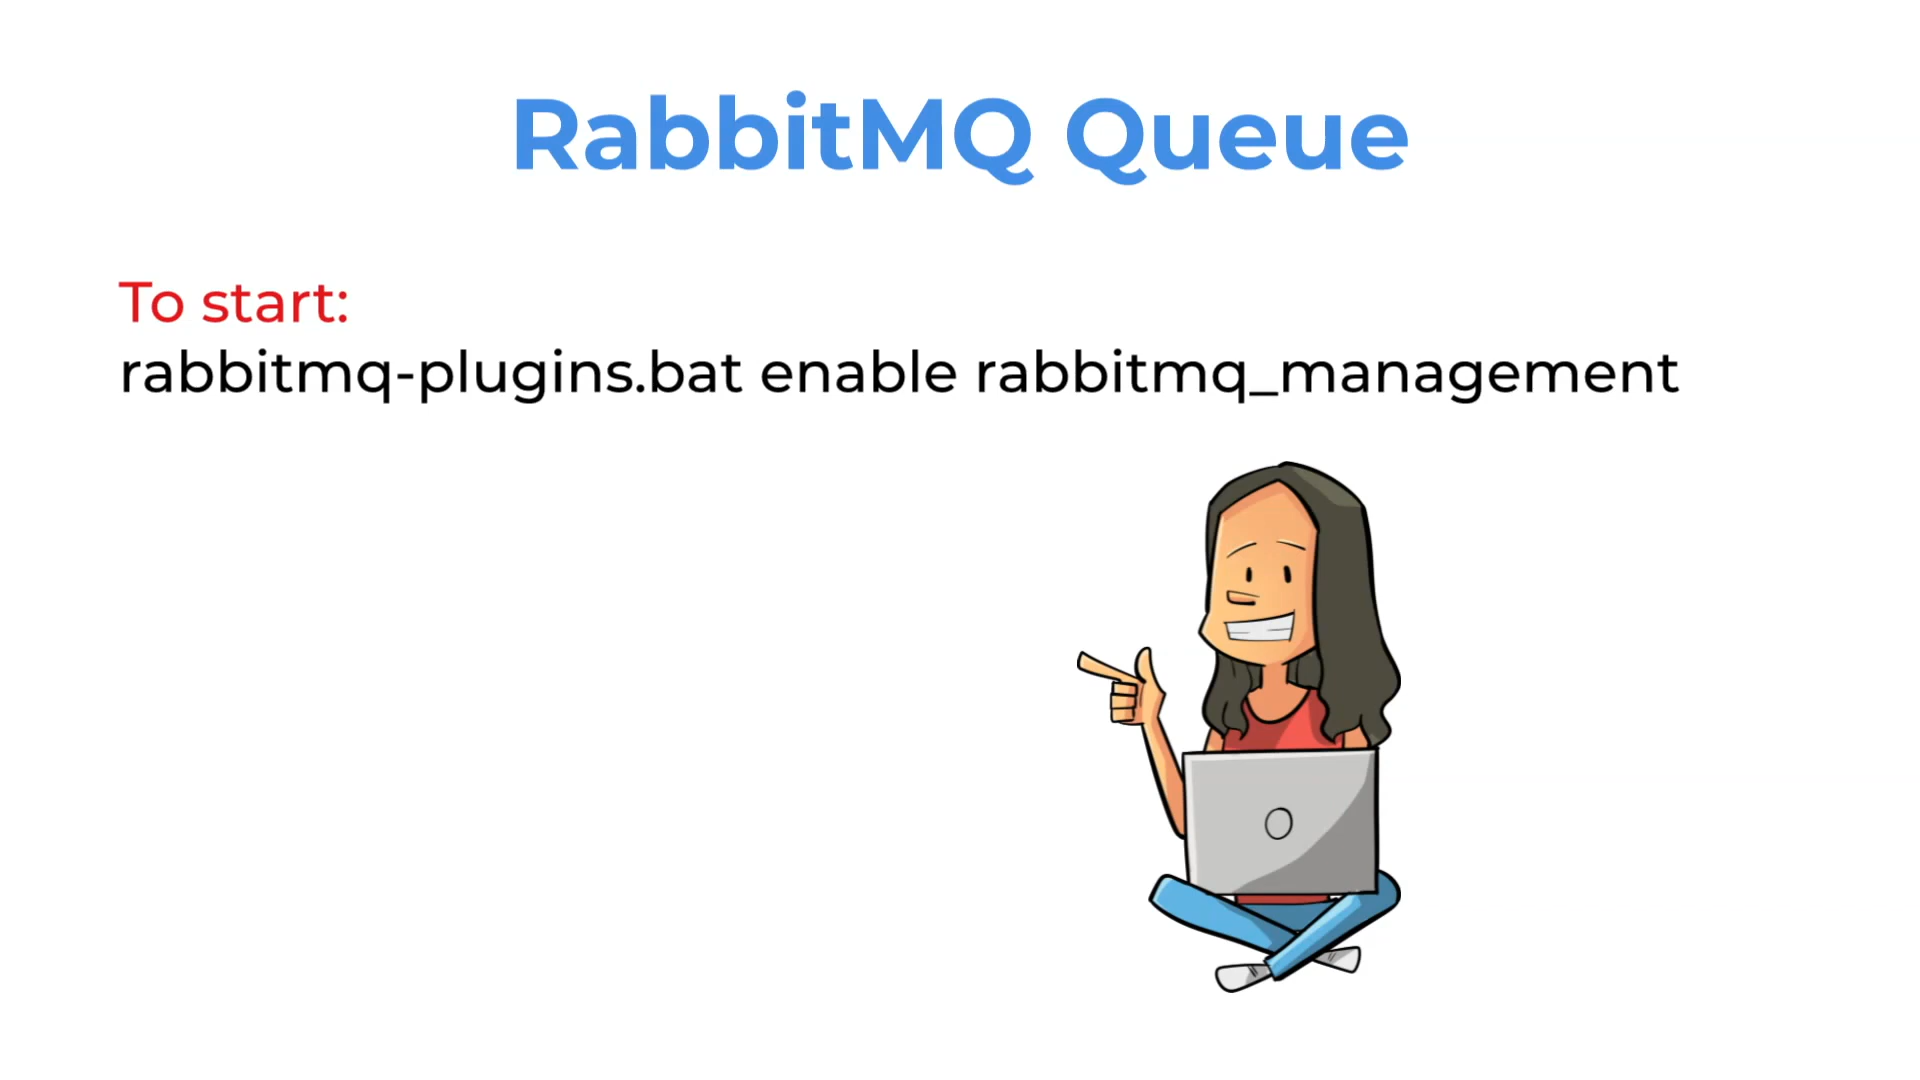 RabbitMQ Queue
To start:
rabbitmq-plugins.bat enable rabbitmq_management